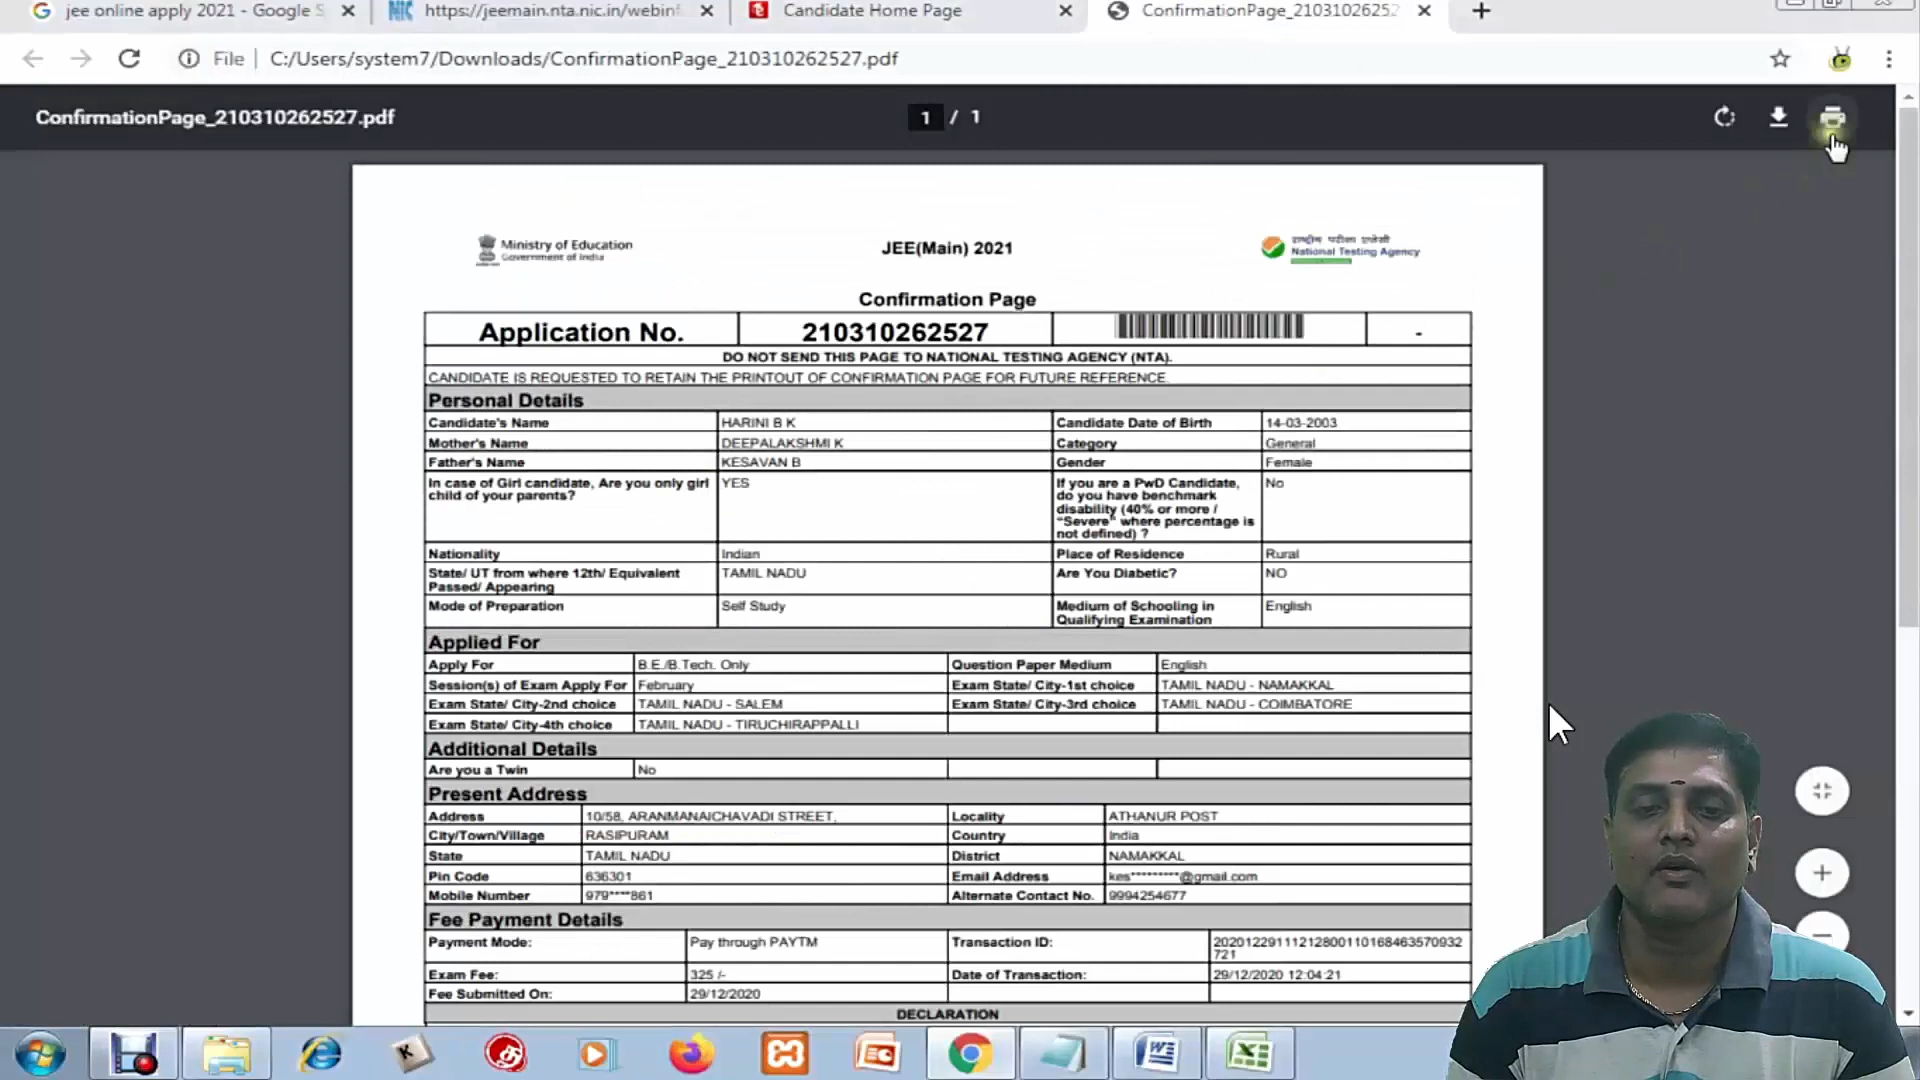 jee online apply 2021 - Google S
https://jeemain.nta.nic.in/webinf
Candidate Home Page
ConfirmationPage_21031026252
File C:/Users/system7/Downloads/ConfirmationPage_210310262527.pdf
ConfirmationPage_210310262527.pdf
1 / 1
Ministry of Education
Government of India
JEE(Main) 2021
राष्ट्रीय परीक्षा एजेंसी
National Testing Agency
Confirmation Page
Application No. 210310262527 -
DO NOT SEND THIS PAGE TO NATIONAL TESTING AGENCY (NTA).
CANDIDATE IS REQUESTED TO RETAIN THE PRINTOUT OF CONFIRMATION PAGE FOR FUTURE REFERENCE.
Personal Details
Candidate's Name HARINI B K Candidate Date of Birth 14-03-2003
Mother's Name DEEPALAKSHMI K Category General
Father's Name KESAVAN B Gender Female
In case of Girl candidate, Are you only girl YES If you are a PwD Candidate, No
child of your parents? do you have benchmark
disability (40% or more /
"Severe" where percentage is
not defined) ?
Nationality Indian Place of Residence Rural
State/ UT from where 12th/ Equivalent TAMIL NADU Are You Diabetic? NO
Passed/ Appearing
Mode of Preparation Self Study Medium of Schooling in English
Qualifying Examination
Applied For
Apply For B.E./B.Tech. Only Question Paper Medium English
Session(s) of Exam Apply For February Exam State/ City-1st choice TAMIL NADU - NAMAKKAL
Exam State/ City-2nd choice TAMIL NADU - SALEM Exam State/ City-3rd choice TAMIL NADU - COIMBATORE
Exam State/ City-4th choice TAMIL NADU - TIRUCHIRAPPALLI
Additional Details
Are you a Twin No
Present Address
Address 10/58, ARANMANAICHAVADI STREET, Locality ATHANUR POST
City/Town/Village RASIPURAM Country India
State TAMIL NADU District NAMAKKAL
Pin Code 636301 Email Address kes*********@gmail.com
Mobile Number 979****861 Alternate Contact No. 9994254677
Fee Payment Details
Payment Mode: Pay through PAYTM Transaction ID: 20201229111212800110168463570932
721
Exam Fee: 325 /- Date of Transaction: 29/12/2020 12:04:21
Fee Submitted On: 29/12/2020
DECLARATION